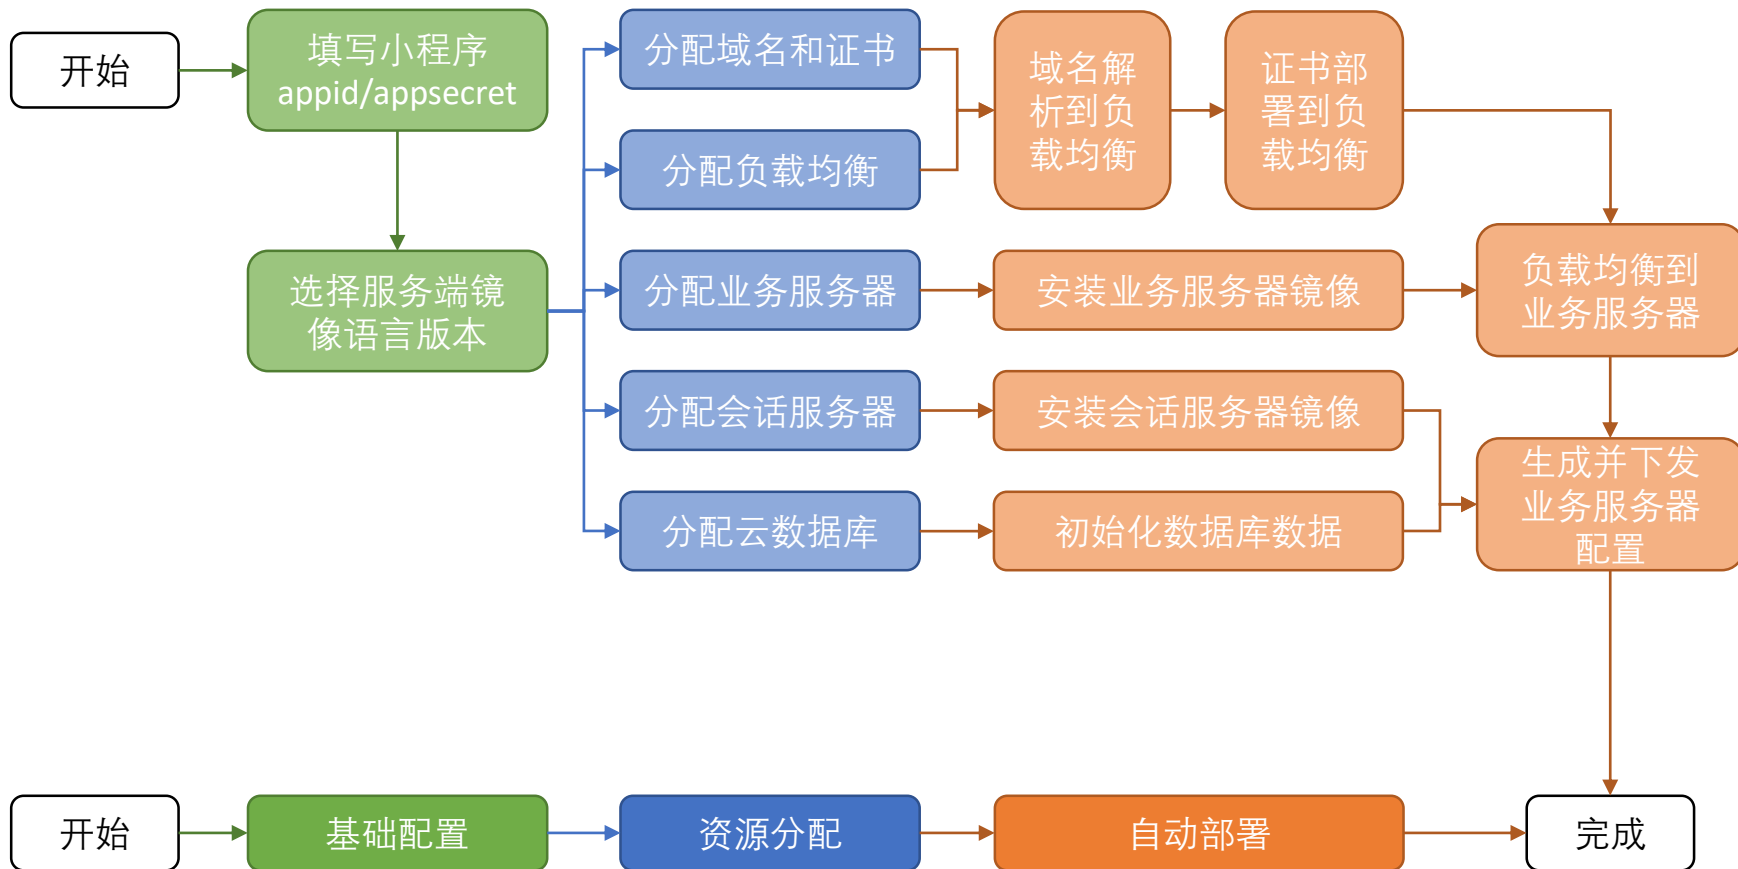 开始
填写小程序
appid/appsecret
选择服务端镜
像语言版本
分配域名和证书
分配负载均衡
分配业务服务器
分配会话服务器
分配云数据库
域名解
析到负
载均衡
证书部
署到负
载均衡
安装业务服务器镜像
安装会话服务器镜像
初始化数据库数据
负载均衡到
业务服务器
生成并下发
业务服务器
配置
开始
基础配置
资源分配
自动部署
完成